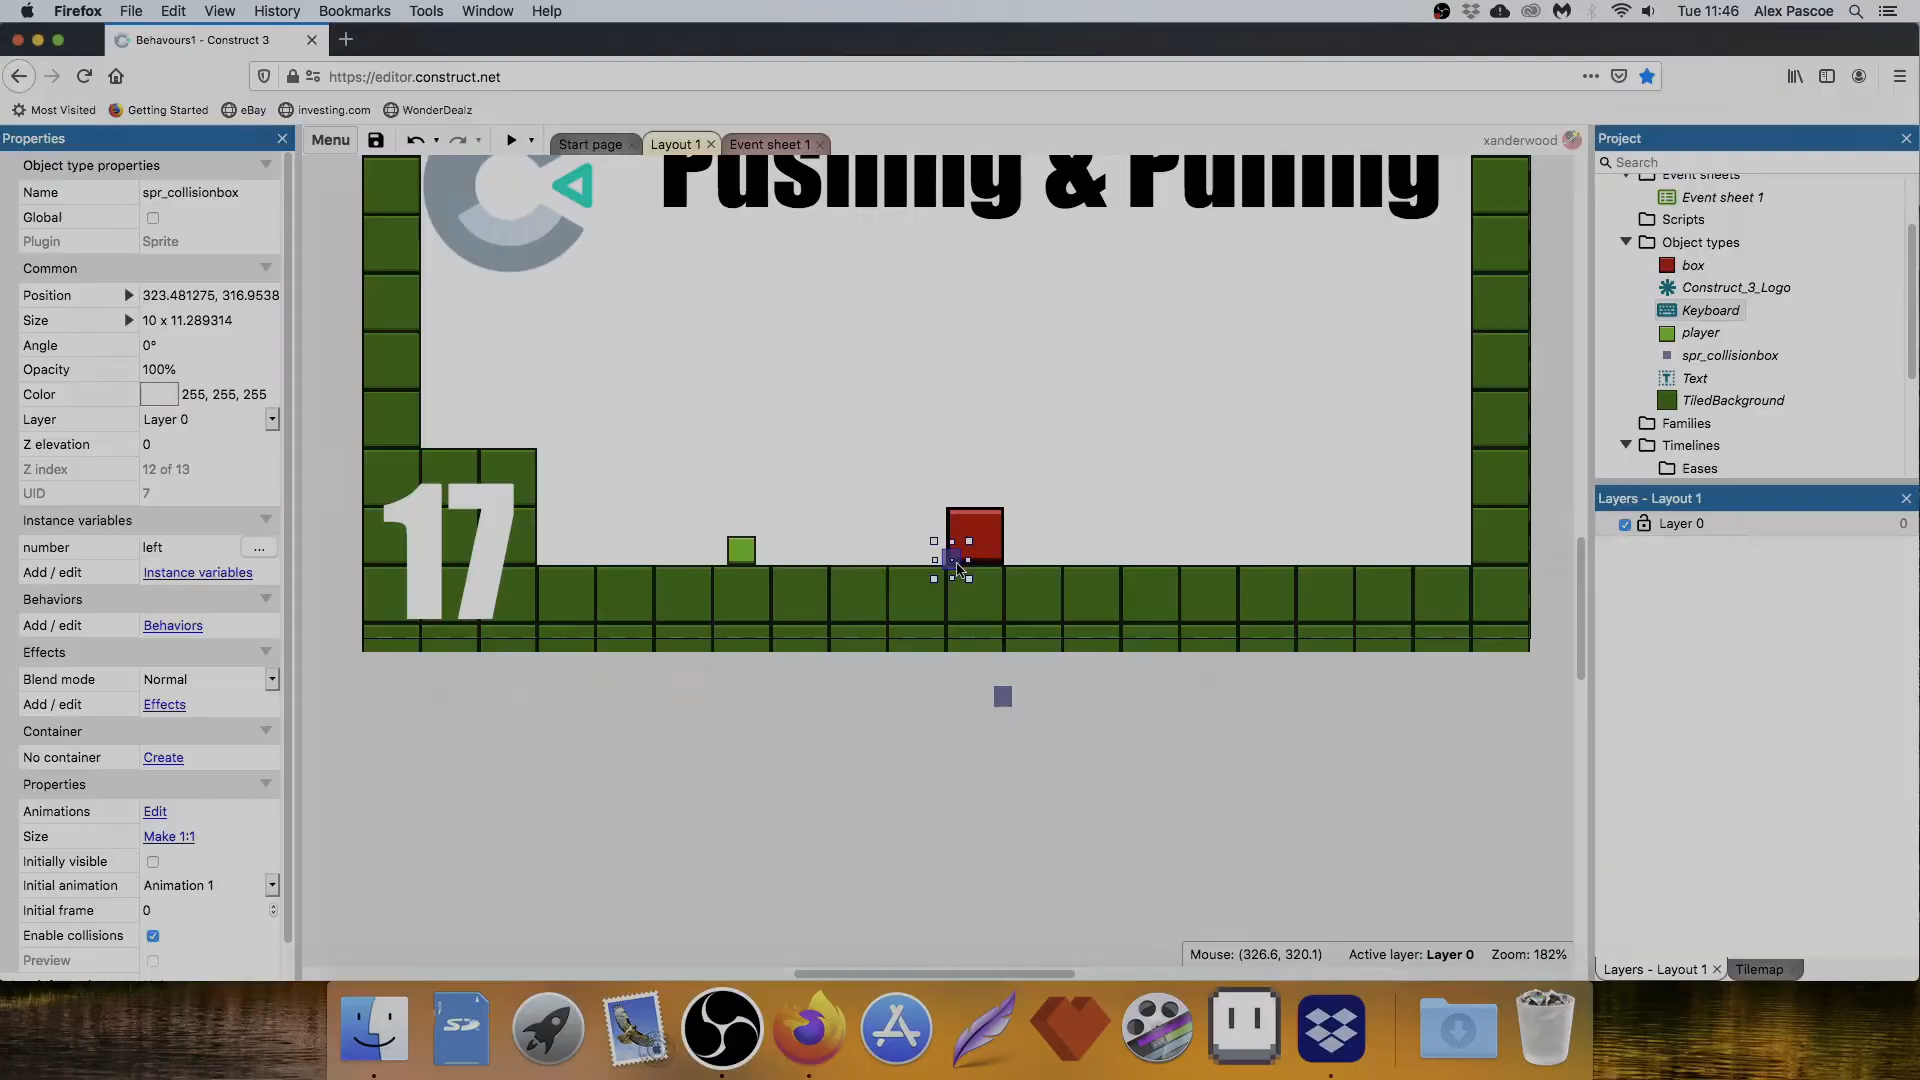 Firefox File Edit View History Bookmarks Tools Window Help
Tue 11:46 Alex Pascoe
Behavours1 - Construct 3
https://editor.construct.net
Most Visited Getting Started eBay investing.com WonderDealz
Properties
Object type properties
Name spr_collisionbox
Global
Plugin Sprite
Common
Position 323.481275, 316.9538
Size 10 x 11.289314
Angle 0°
Opacity 100%
Color 255, 255, 255
Layer Layer 0
Z elevation 0
Z index 12 of 13
UID 7
Instance variables
number left ...
Add / edit Instance variables
Behaviors
Add / edit Behaviors
Effects
Blend mode Normal
Add / edit Effects
Container
No container Create
Properties
Animations Edit
Size Make 1:1
Initially visible
Initial animation Animation 1
Initial frame 0
Enable collisions
Preview
Menu
Start page Layout 1 Event sheet 1
xanderwood
Pushing & Pulling
17
Mouse: (326.6, 320.1) Active layer: Layer 0 Zoom: 182%
Project
Search
Event sheets
Event sheet 1
Scripts
Object types
box
Construct_3_Logo
Keyboard
player
spr_collisionbox
Text
TiledBackground
Families
Timelines
Eases
Layers - Layout 1
Layer 0 0
Layers - Layout 1 Tilemap
SD